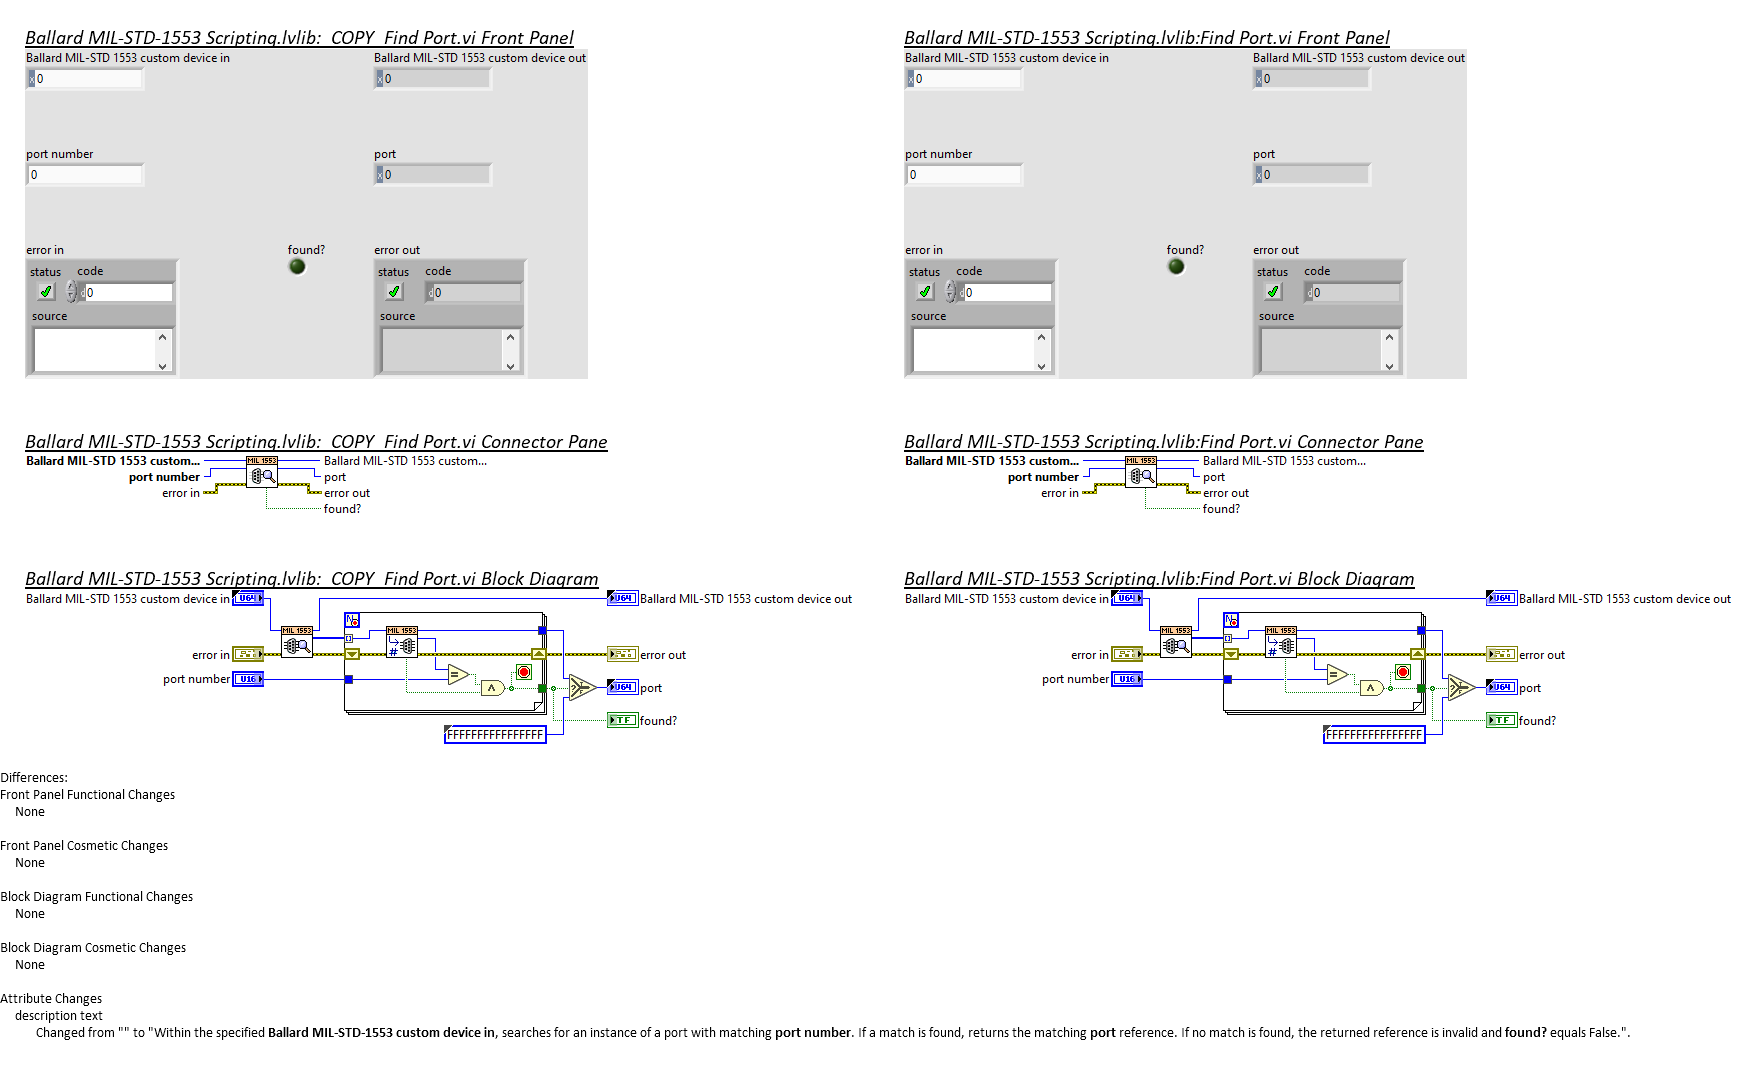 Ballard MIL-STD-1553 Scripting.lvlib:_COPY_Find Port.vi Front Panel
Ballard MIL-STD 1553 custom device in
Ballard MIL-STD 1553 custom device out
x 0
x 0
port number
port
0
x 0
error in
found?
error out
status code
status code
d 0
d 0
source
source
Ballard MIL-STD-1553 Scripting.lvlib:Find Port.vi Front Panel
Ballard MIL-STD 1553 custom device in
Ballard MIL-STD 1553 custom device out
x 0
x 0
port number
port
0
x 0
error in
found?
error out
status code
status code
d 0
d 0
source
source
Ballard MIL-STD-1553 Scripting.lvlib:_COPY_Find Port.vi Connector Pane
Ballard MIL-STD 1553 custom...
MIL 1553
Ballard MIL-STD 1553 custom...
port number
port
error in
error out
found?
Ballard MIL-STD-1553 Scripting.lvlib:Find Port.vi Connector Pane
Ballard MIL-STD 1553 custom...
MIL 1553
Ballard MIL-STD 1553 custom...
port number
port
error in
error out
found?
Ballard MIL-STD-1553 Scripting.lvlib:_COPY_Find Port.vi Block Diagram
Ballard MIL-STD 1553 custom device in
U64
U64
Ballard MIL-STD 1553 custom device out
N
MIL 1553
MIL 1553
#
error in
error out
port number
U16
=
U64
port
TF
found?
FFFFFFFFFFFFFFFF
Ballard MIL-STD-1553 Scripting.lvlib:Find Port.vi Block Diagram
Ballard MIL-STD 1553 custom device in
U64
U64
Ballard MIL-STD 1553 custom device out
N
MIL 1553
MIL 1553
#
error in
error out
port number
U16
=
U64
port
TF
found?
FFFFFFFFFFFFFFFF
Differences:
Front Panel Functional Changes
None
Front Panel Cosmetic Changes
None
Block Diagram Functional Changes
None
Block Diagram Cosmetic Changes
None
Attribute Changes
description text
Changed from "" to "Within the specified Ballard MIL-STD-1553 custom device in, searches for an instance of a port with matching port number. If a match is found, returns the matching port reference. If no match is found, the returned reference is invalid and found? equals False.".